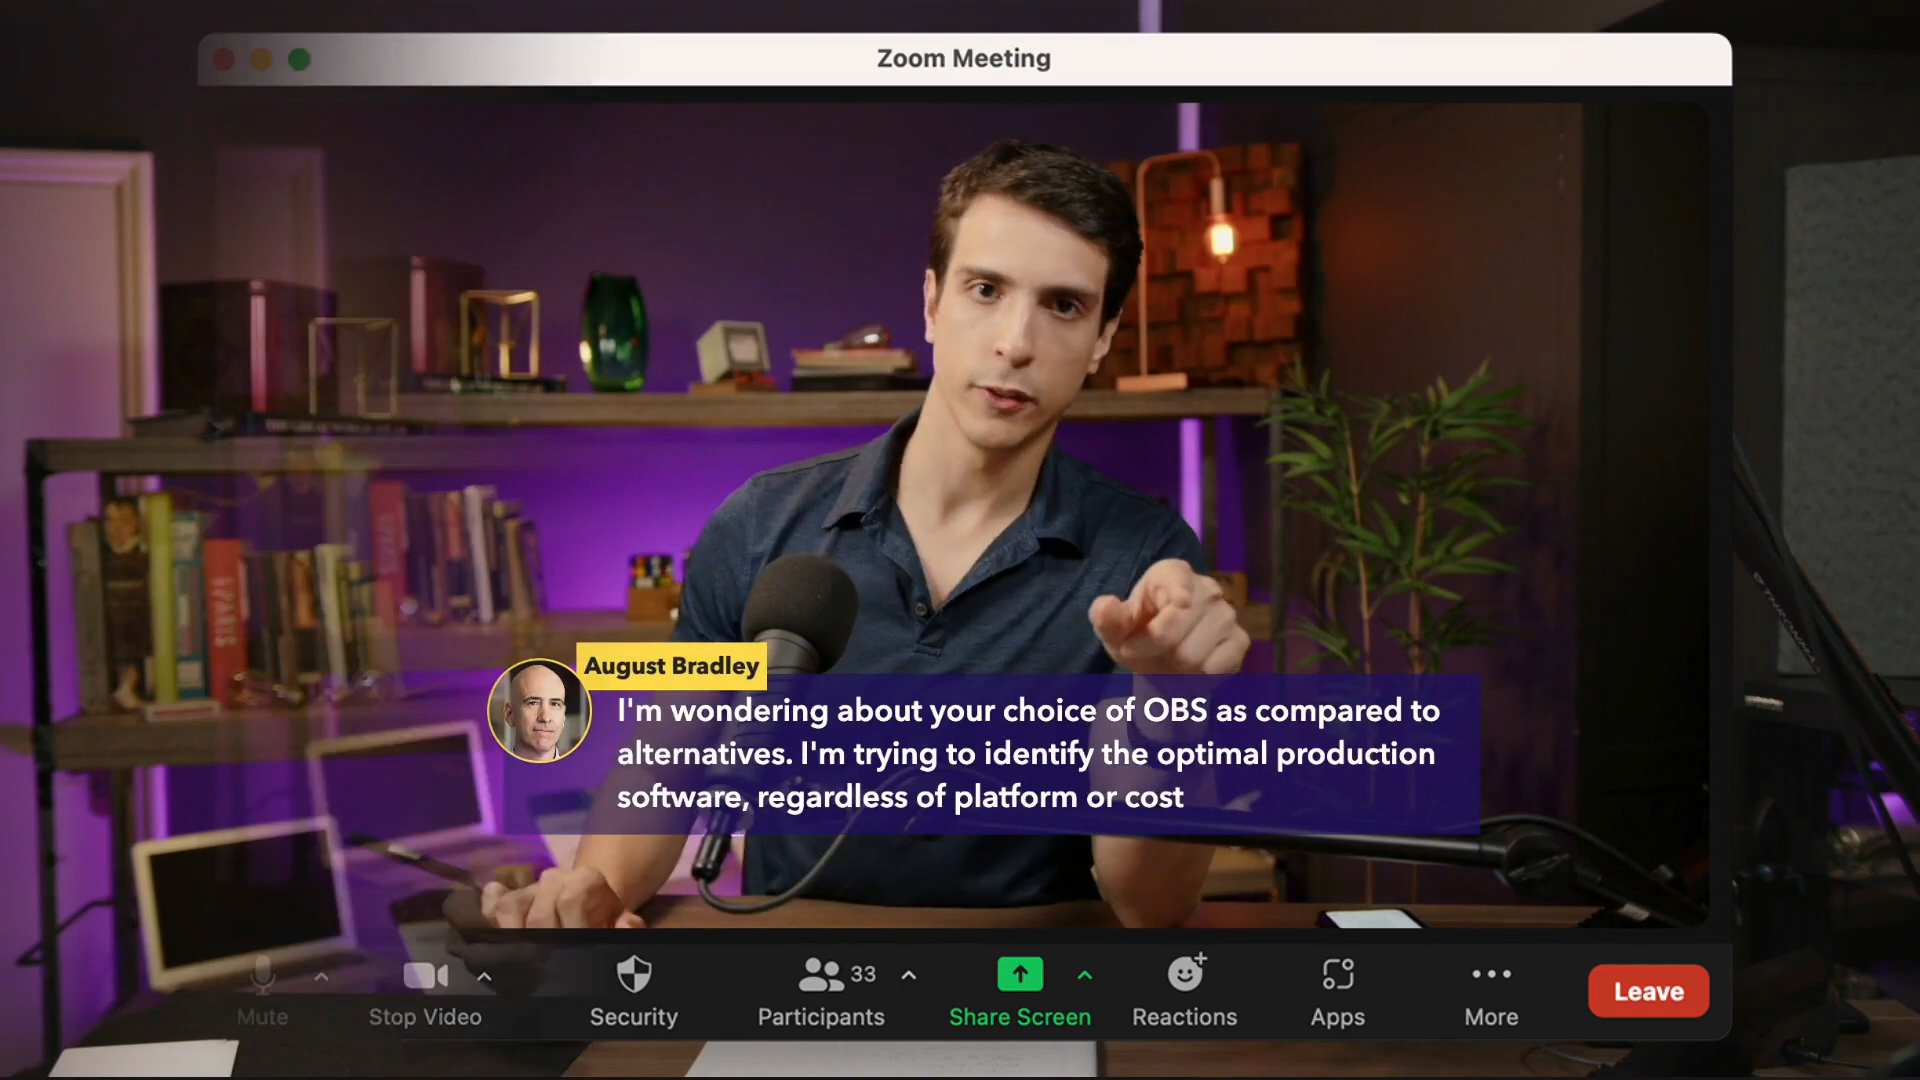 Zoom Meeting
August Bradley
I'm wondering about your choice of OBS as compared to
alternatives. I'm trying to identify the optimal production
software, regardless of platform or cost
Mute
Stop Video
Security
33
Participants
Share Screen
Reactions
Apps
More
Leave